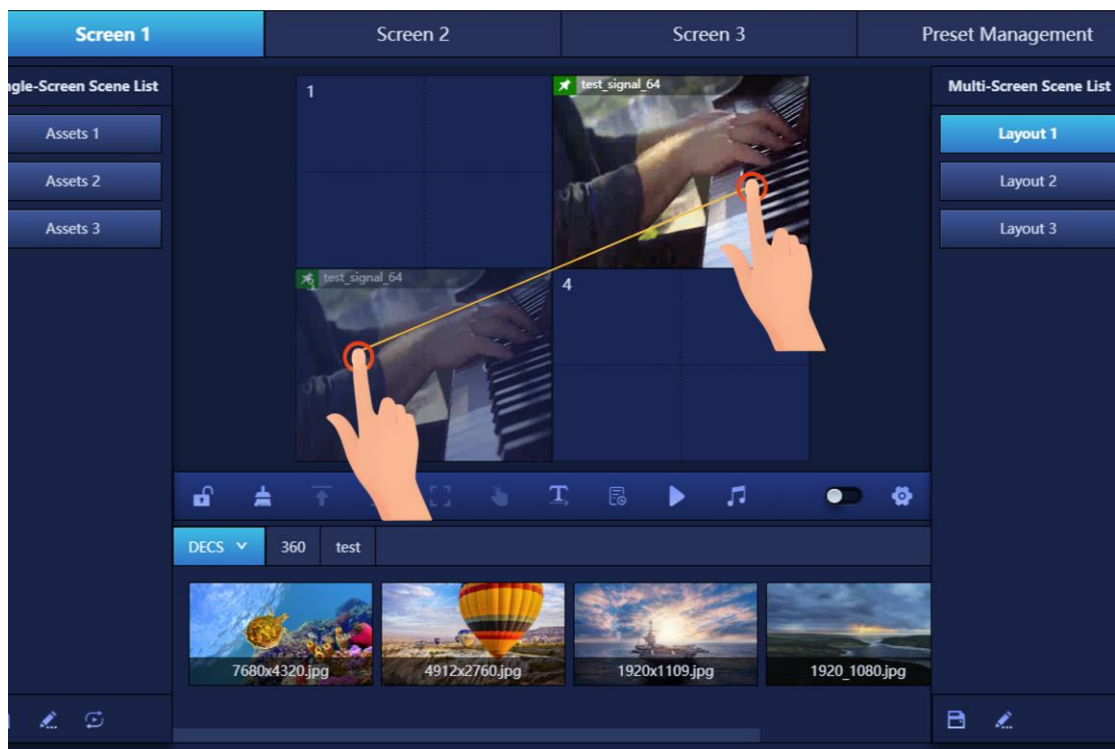 Screen 1
Screen 2
Screen 3
Preset Management
ngle-Screen Scene List
Assets 1
Assets 2
Assets 3
1
test_signal_64
test_signal_64
4
Multi-Screen Scene List
Layout 1
Layout 2
Layout 3
DECS
360
test
7680x4320.jpg
4912x2760.jpg
1920x1109.jpg
1920_1080.jpg